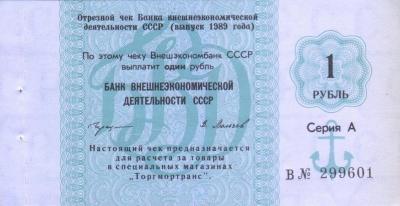 Отрезной чек Банка внешнеэкономической
деятельности СССР (выпуск 1989 года)
По этому чеку Внешэкономбанк СССР
выплатит один рубль
БАНК ВНЕШНЕЭКОНОМИЧЕСКОЙ
ДЕЯТЕЛЬНОСТИ СССР
Настоящий чек предназначается
для расчета за товары
в специальных магазинах
„Торгмортранс".
1
РУБЛЬ
Серия А
В № 299601